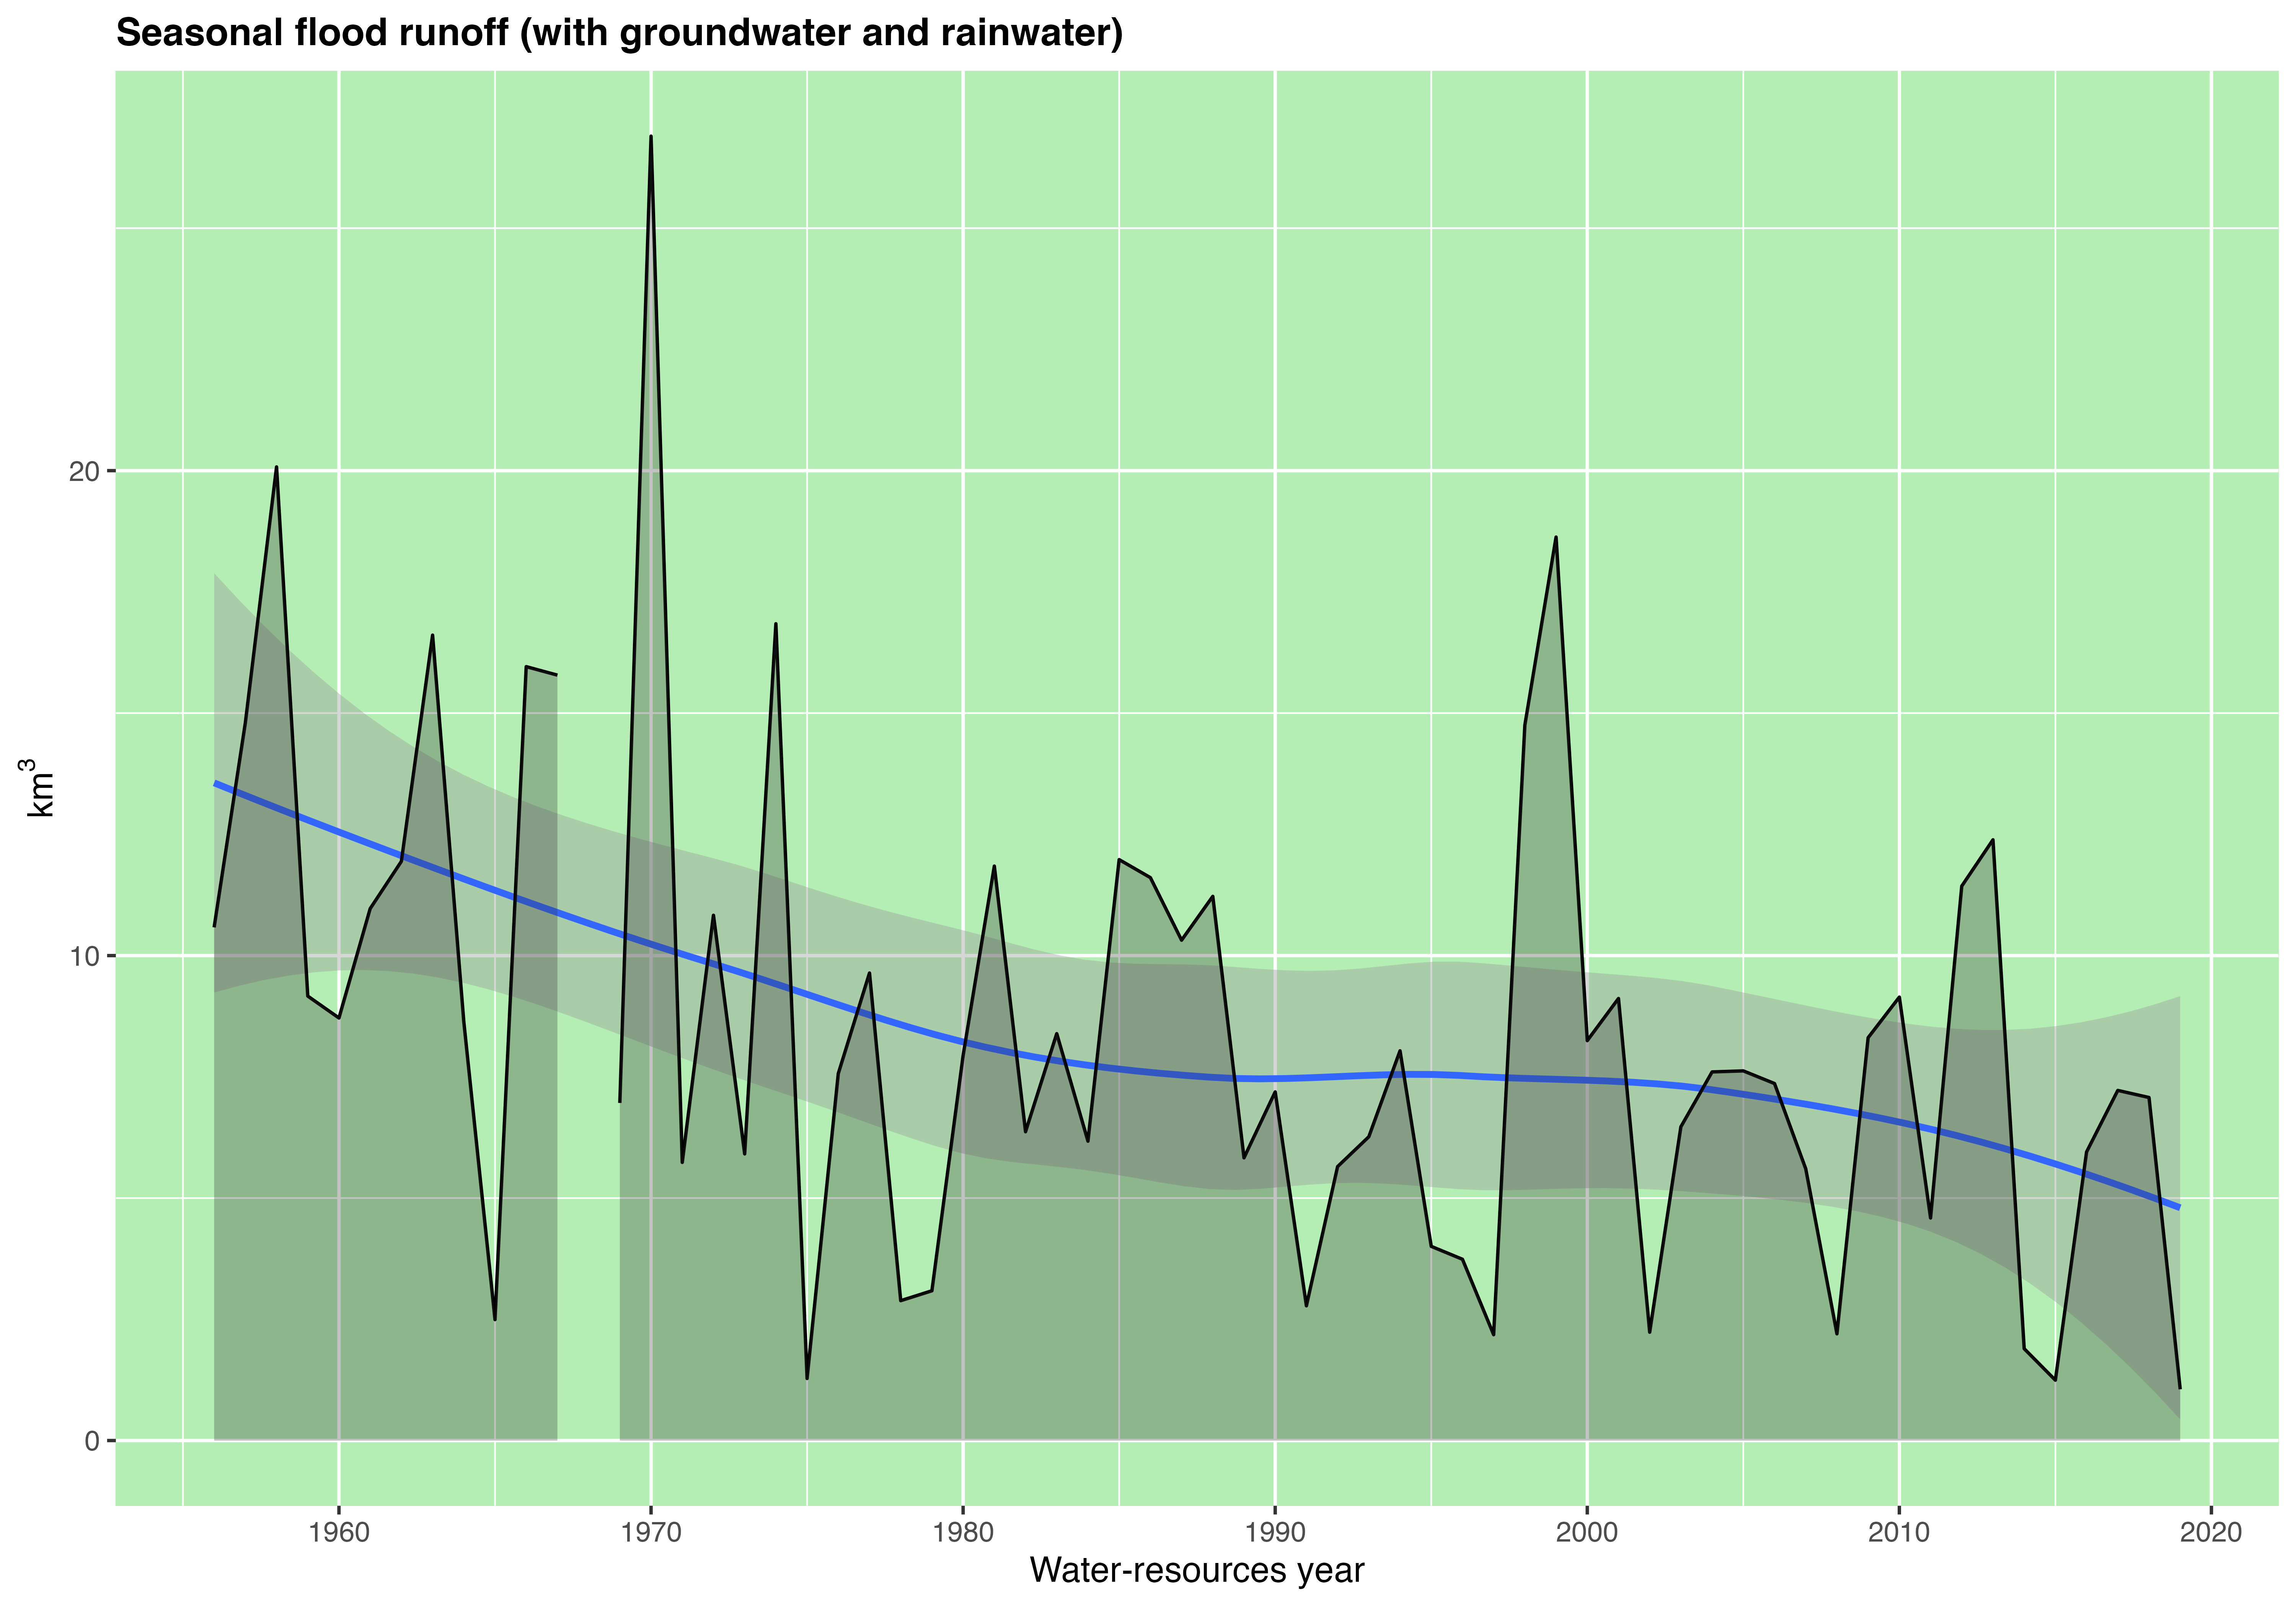 Seasonal flood runoff (with groundwater and rainwater)
km³
20
10
0
1960 1970 1980 1990 2000 2010 2020
Water-resources year